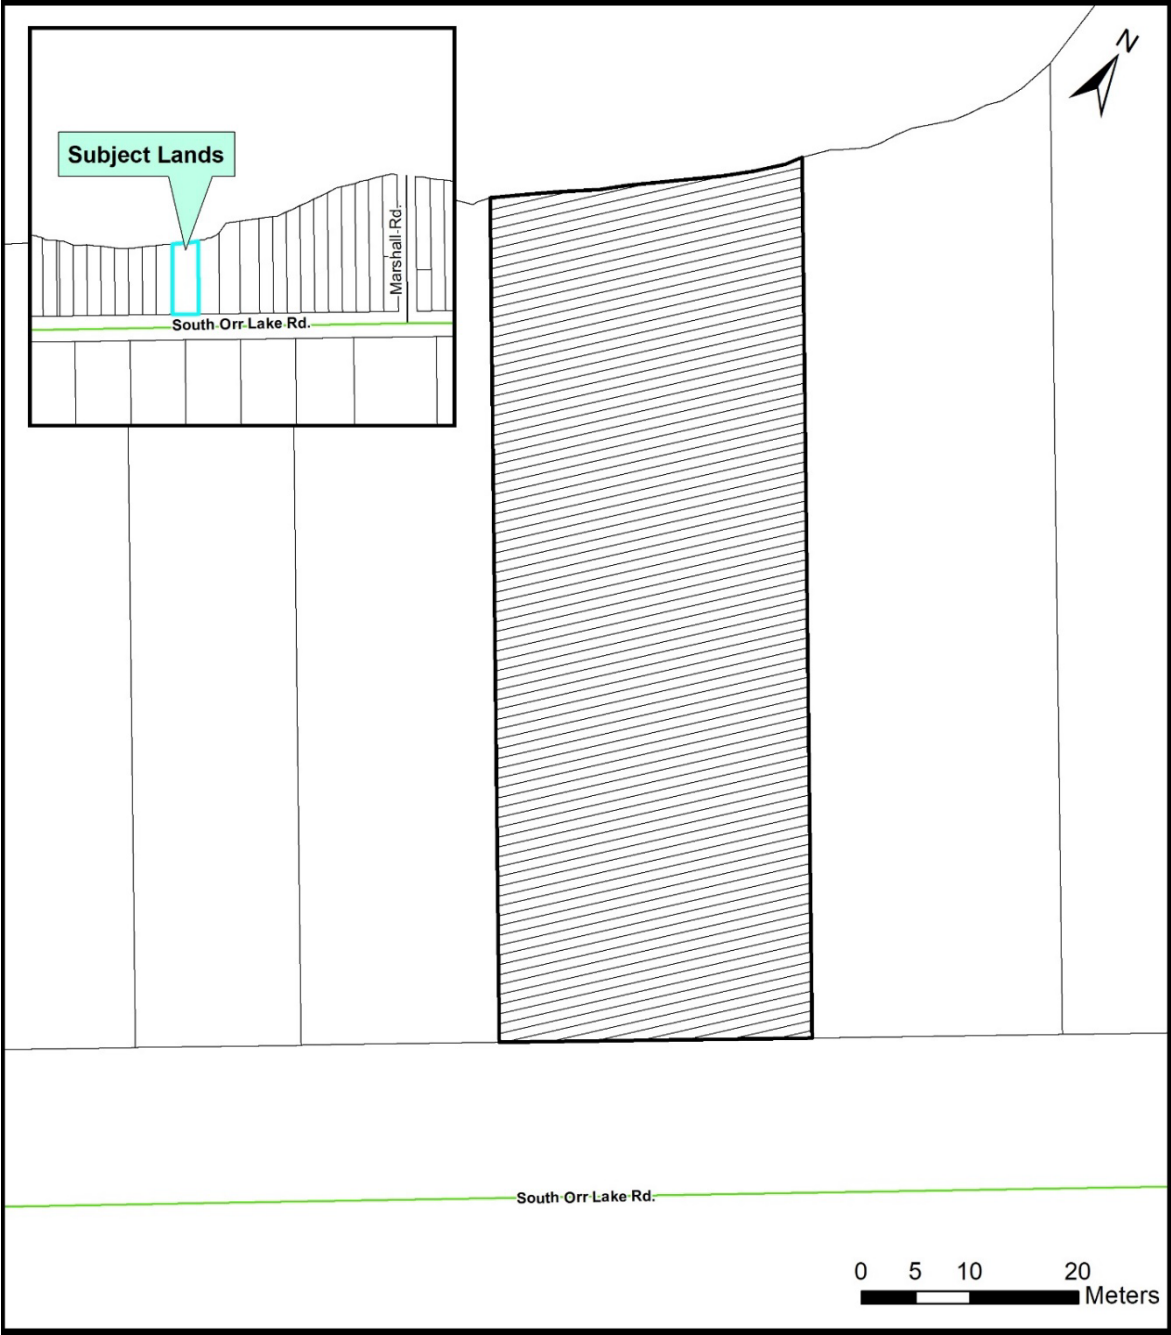 N
Subject Lands
Marshall Rd.
South Orr Lake Rd.
South Orr Lake Rd.
0 5 10 20
Meters